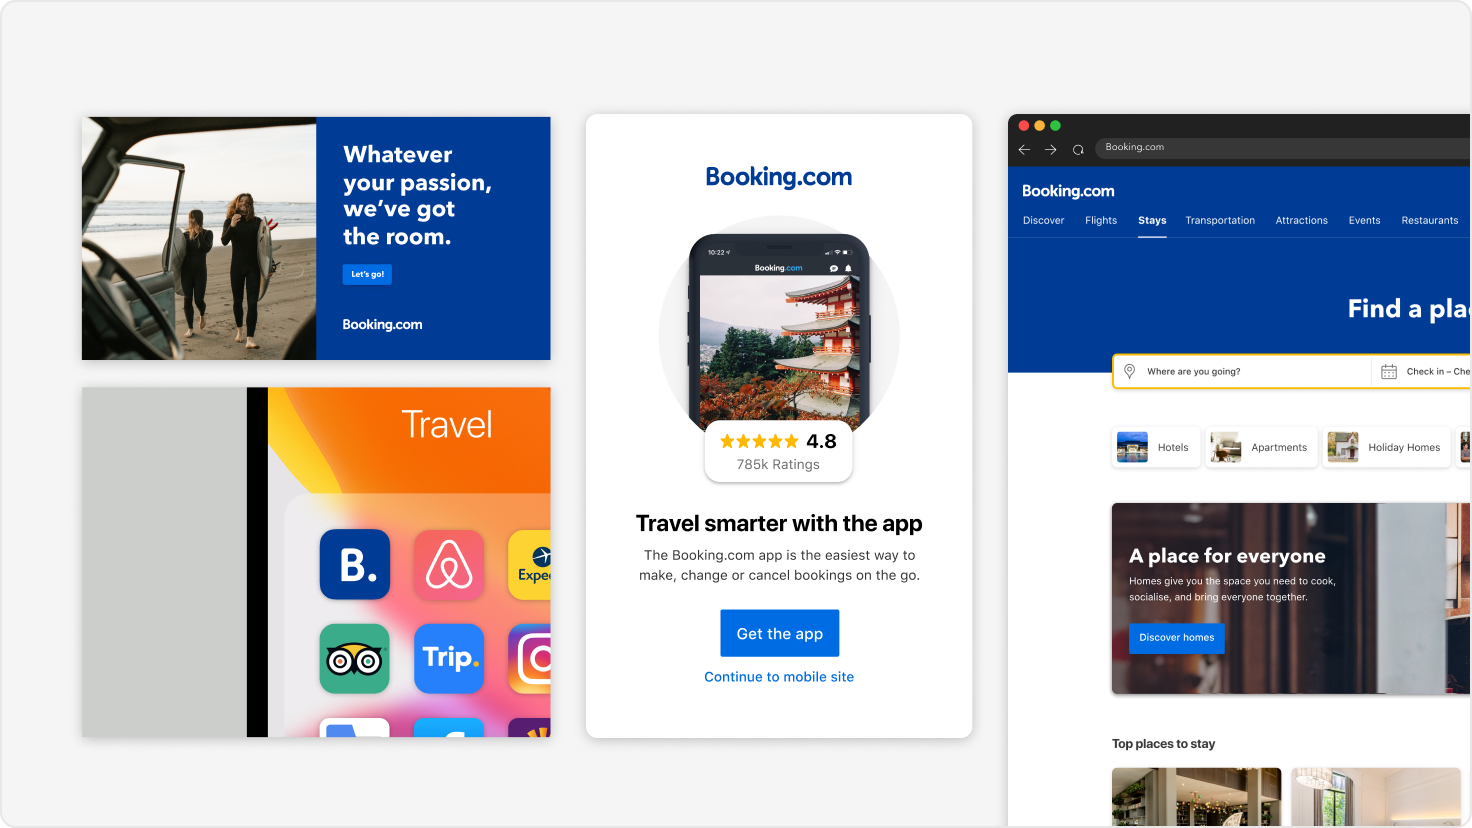 Whatever
your passion,
we've got
the room.
Let's go!
Booking.com
Travel
B.
Trip.
Booking.com
10:22
Booking.com
4.8
785k Ratings
Travel smarter with the app
The Booking.com app is the easiest way to
make, change or cancel bookings on the go.
Get the app
Continue to mobile site
Booking.com
Booking.com
Discover Flights Stays Transportation Attractions Events Restaurants
Find a
Where are you going? Check in –
Hotels Apartments Holiday Homes
A place for everyone
Homes give you the space you need to cook,
socialise, and bring everyone together.
Discover homes
Top places to stay